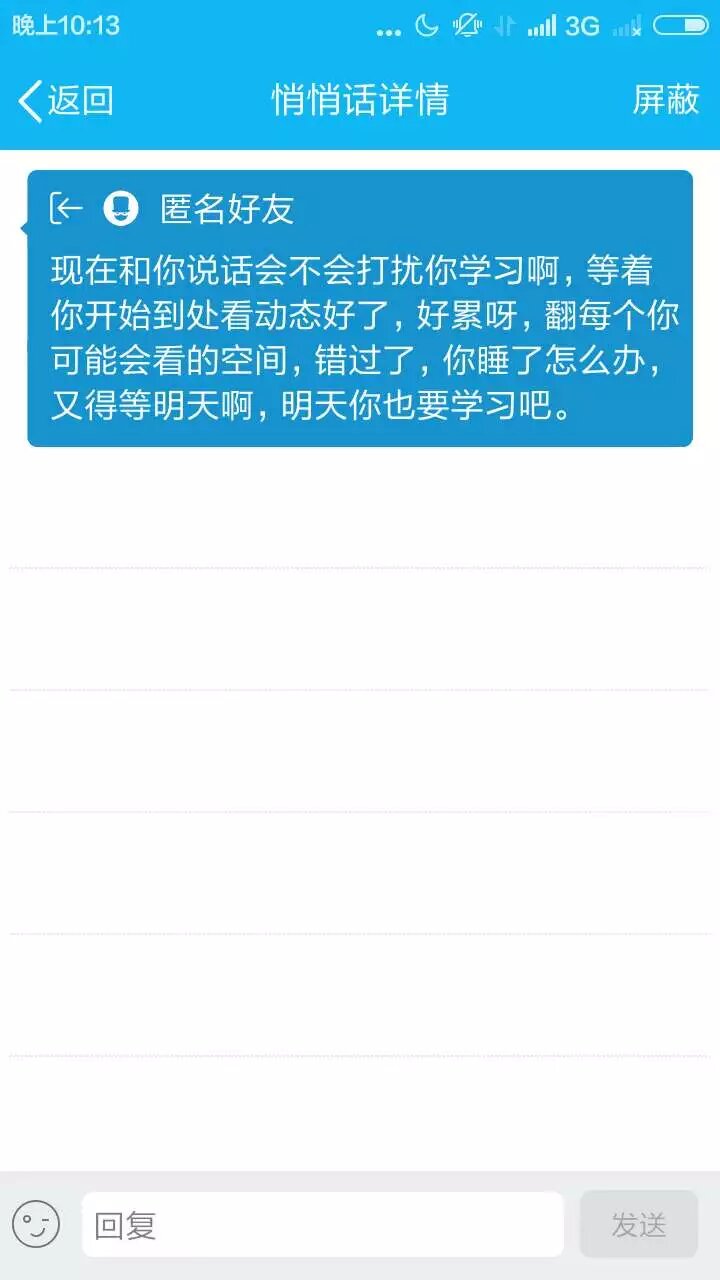 晚上10:13
3G
返回
悄悄话详情
屏蔽
匿名好友
现在和你说话会不会打扰你学习啊，等着
你开始到处看动态好了，好累呀，翻每个你
可能会看的空间，错过了，你睡了怎么办，
又得等明天啊，明天你也要学习吧。
回复
发送